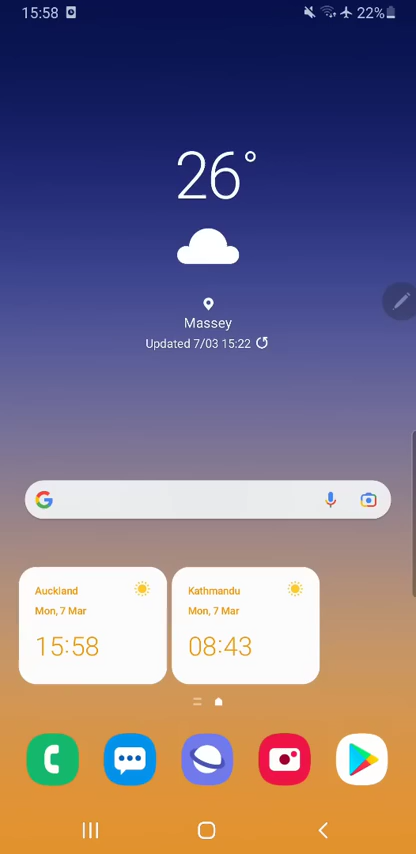 15:58 22%
26°
Massey
Updated 7/03 15:22
G
Auckland
Mon, 7 Mar
15:58
Kathmandu
Mon, 7 Mar
08:43